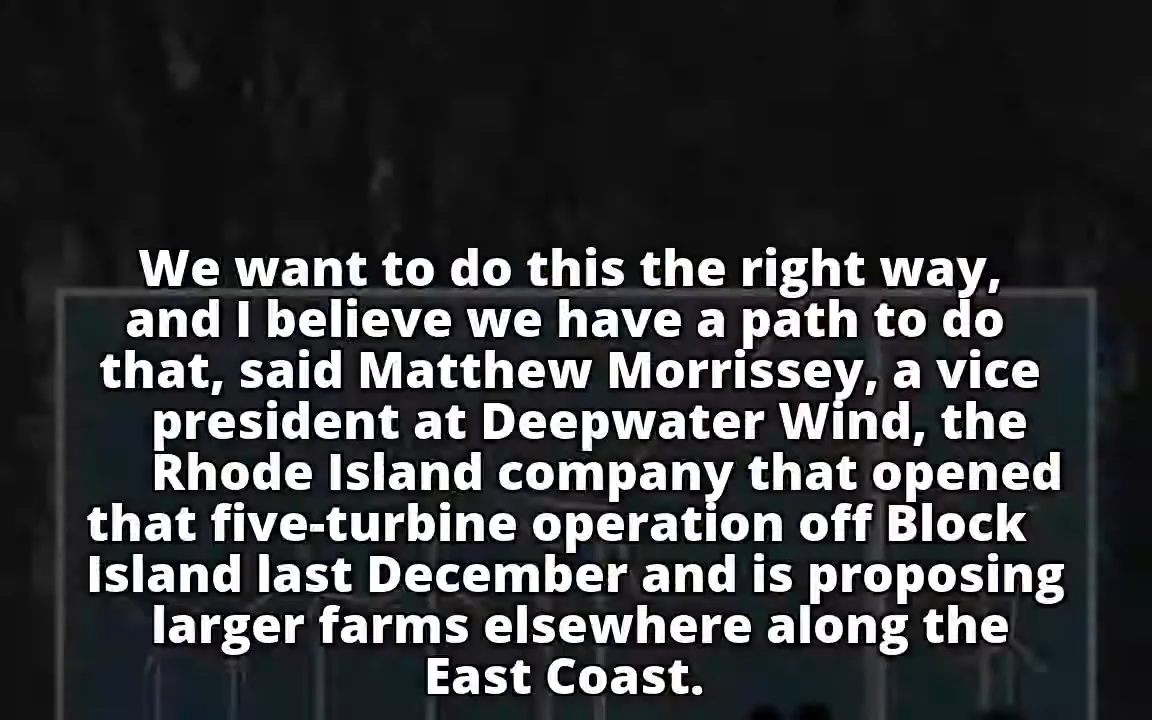 We want to do this the right way,
and I believe we have a path to do
that, said Matthew Morrissey, a vice
president at Deepwater Wind, the
Rhode Island company that opened
that five-turbine operation off Block
Island last December and is proposing
larger farms elsewhere along the
East Coast.